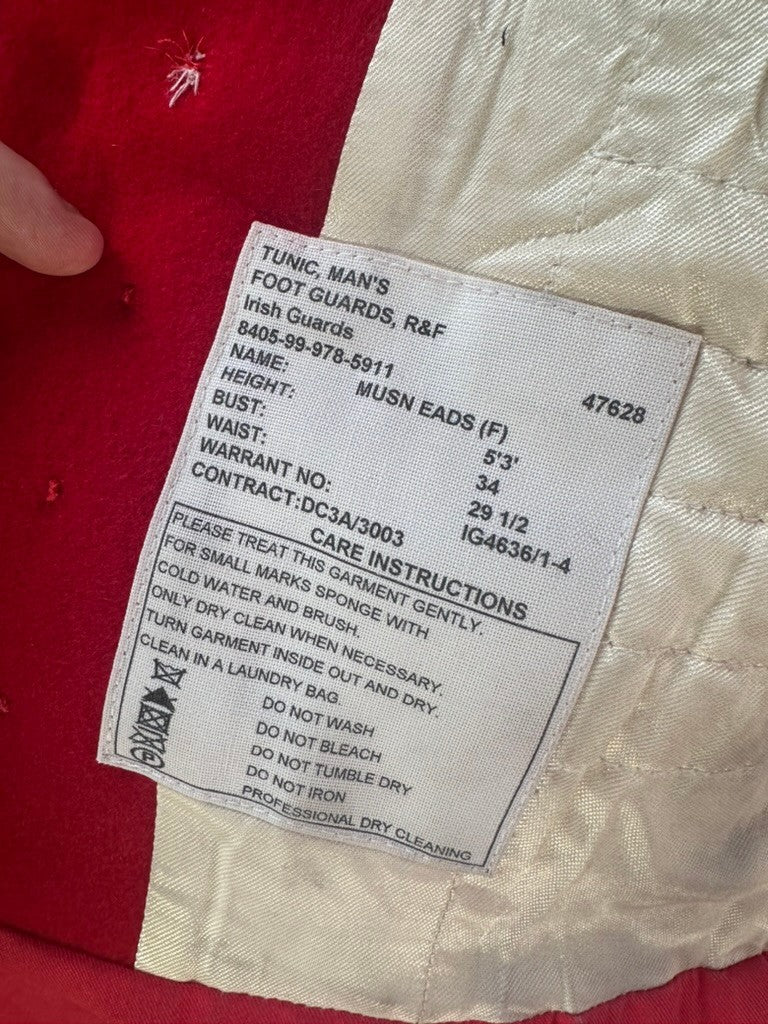 TUNIC, MAN'S
FOOT GUARDS, R&F
Irish Guards
8405-99-978-5911 47628
NAME: MUSN EADS (F)
HEIGHT: 5'3'
BUST: 34
WAIST: 29 1/2
WARRANT NO: IG4636/1-4
CONTRACT:DC3A/3003
CARE INSTRUCTIONS
PLEASE TREAT THIS GARMENT GENTLY.
FOR SMALL MARKS SPONGE WITH
COLD WATER AND BRUSH.
ONLY DRY CLEAN WHEN NECESSARY.
TURN GARMENT INSIDE OUT AND DRY.
CLEAN IN A LAUNDRY BAG.
DO NOT WASH
DO NOT BLEACH
DO NOT TUMBLE DRY
DO NOT IRON
P
PROFESSIONAL DRY CLEANING